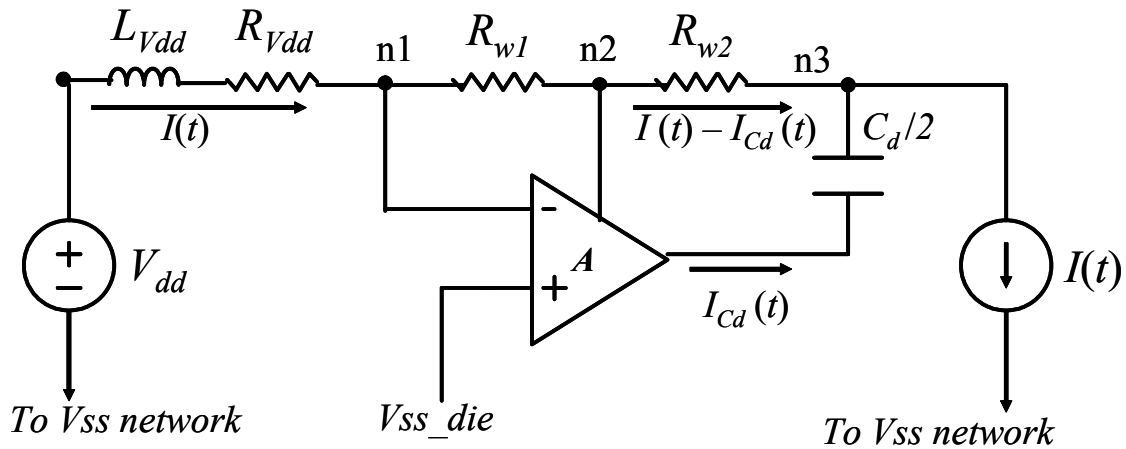 L_Vdd R_Vdd n1 R_w1 n2 R_w2 n3
I(t) I (t) – I_Cd (t) C_d/2
-
A
+ V_dd I(t)
–
+
I_Cd (t)
To Vss network Vss_die To Vss network